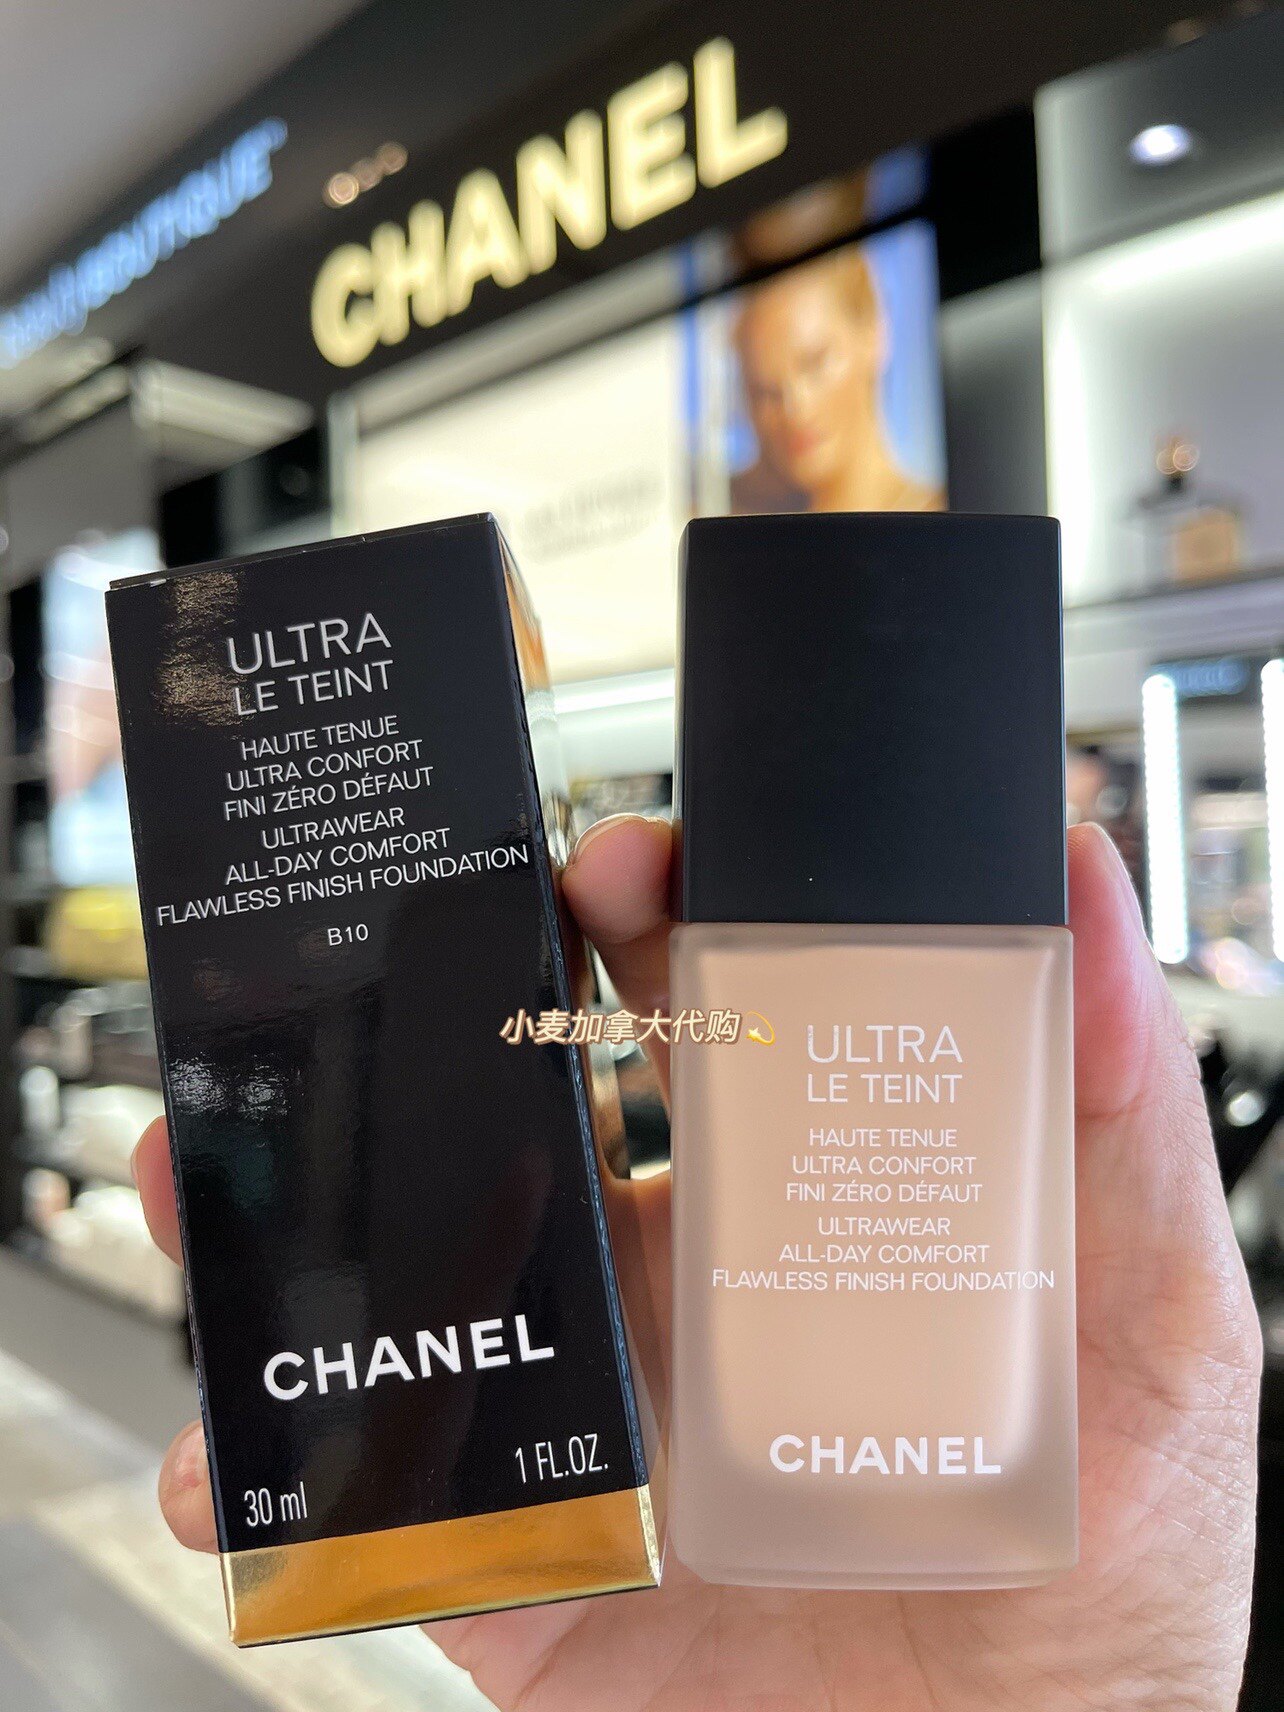 CHANEL
ULTRA
LE TEINT
HAUTE TENUE
ULTRA CONFORT
FINI ZÉRO DÉFAUT
ULTRAWEAR
ALL-DAY COMFORT
FLAWLESS FINISH FOUNDATION
B10
CHANEL
30 ml
1 FL.OZ.
小麦加拿大代购💫
ULTRA
LE TEINT
HAUTE TENUE
ULTRA CONFORT
FINI ZÉRO DÉFAUT
ULTRAWEAR
ALL-DAY COMFORT
FLAWLESS FINISH FOUNDATION
CHANEL